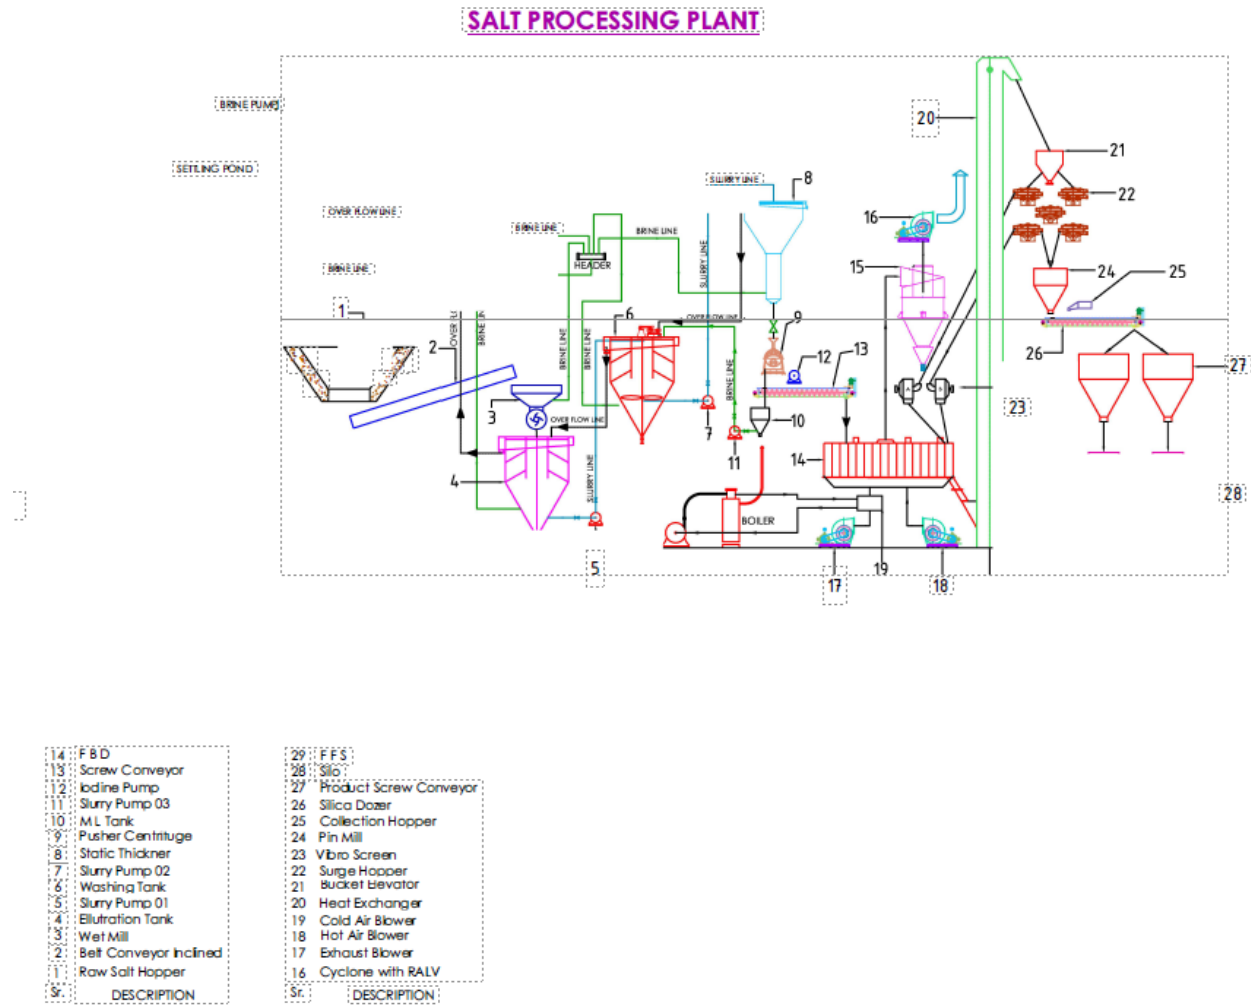 SALT PROCESSING PLANT
BRINE PUMP
SETTLING POND
OVER FLOW LINE
BRINE LINE
BRINE LINE
HEADER
BRINE LINE
SLURRY LINE
8
20
21
22
16
15
24
25
1
2
BRINE LINE
BRINE LINE
6
OVER FLOW LINE
SLURRY LINE
9
12
13
26
27
3
OVER FLOW LINE
BRINE LINE
7
11
10
23
4
SLURRY LINE
14
28
BOILER
5
17
19
18
14 F B D
13 Screw Conveyor
12 Iodine Pump
11 Slurry Pump 03
10 M L Tank
9 Pusher Centrifuge
8 Static Thickner
7 Slurry Pump 02
6 Washing Tank
5 Slurry Pump 01
4 Ellutration Tank
3 Wet Mill
2 Belt Conveyor Inclined
1 Raw Salt Hopper
Sr. DESCRIPTION
29 F F S
28 Silo
27 Product Screw Conveyor
26 Silica Dozer
25 Collection Hopper
24 Pin Mill
23 Vibro Screen
22 Surge Hopper
21 Bucket Elevator
20 Heat Exchanger
19 Cold Air Blower
18 Hot Air Blower
17 Exhaust Blower
16 Cyclone with RALV
Sr. DESCRIPTION